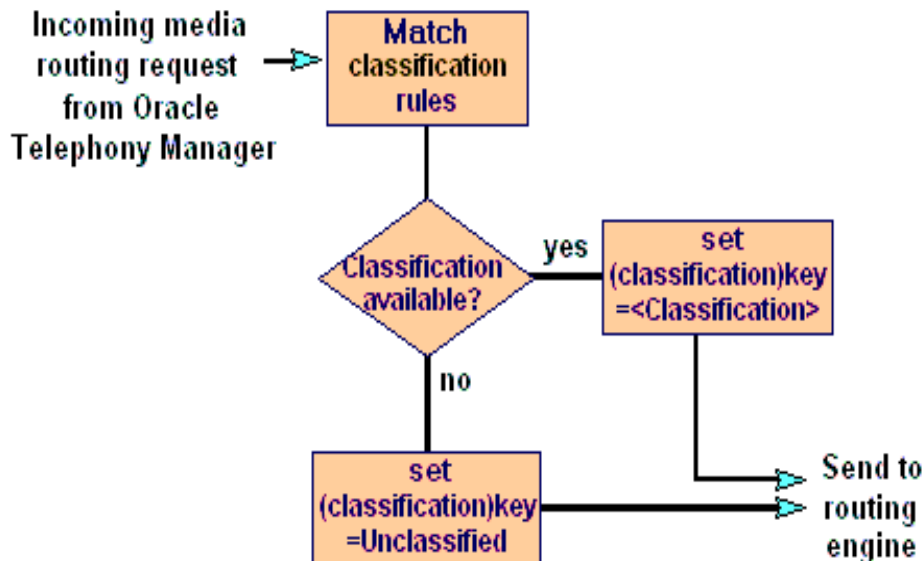 Incoming media
routing request
from Oracle
Telephony Manager
Match
classification
rules
Classification
available?
yes
set
(classification)key
=<Classification>
no
set
(classification)key
=Unclassified
Send to
routing
engine